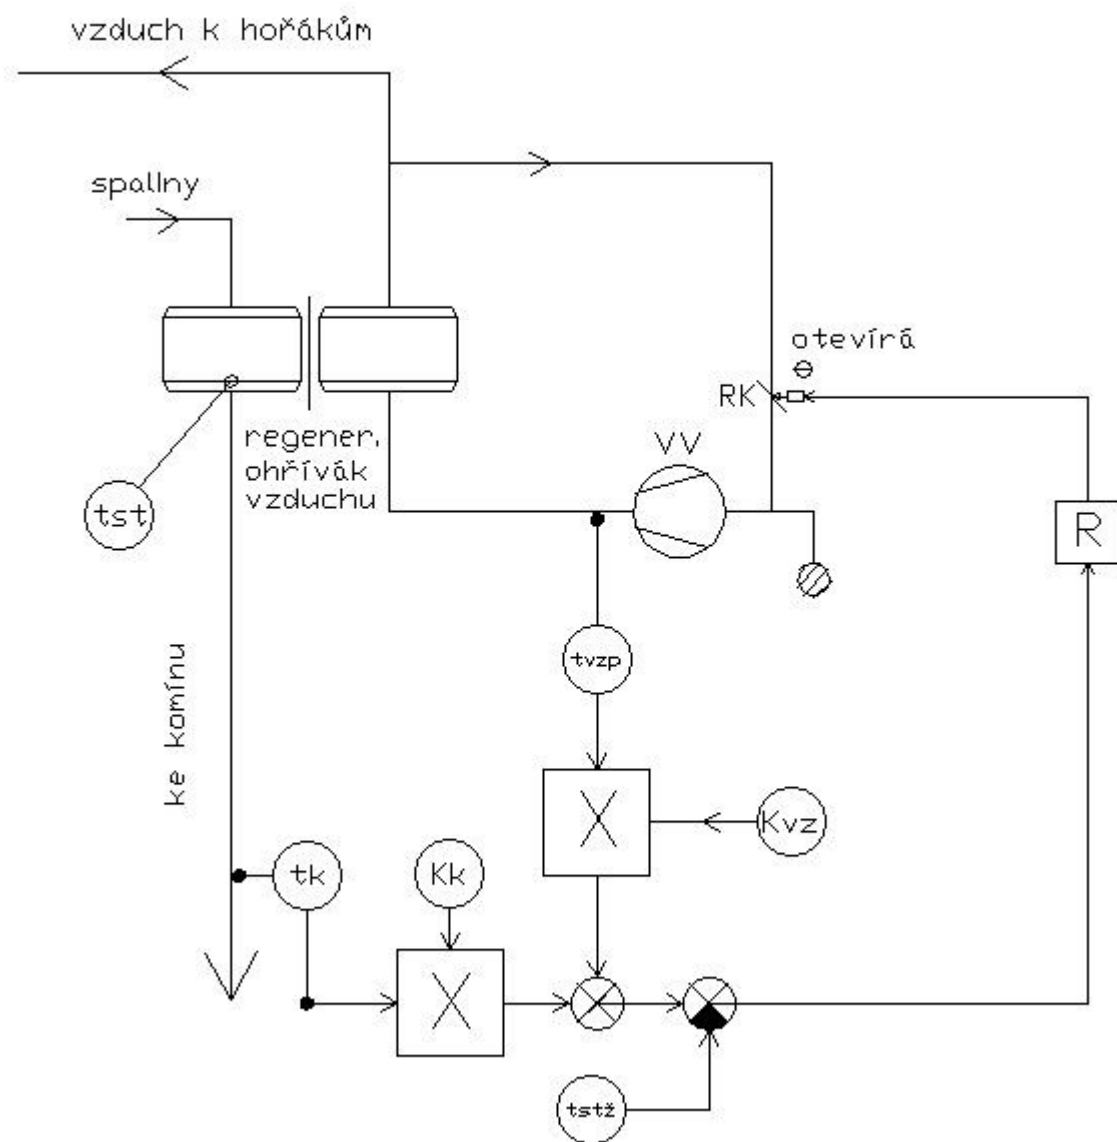 vzduch k hořákům
spaliny
otevírá
RK
VV
regener.
ohřívák
vzduchu
tst
R
tvzp
ke komínu
X
Kvz
tk
Kk
X
tstž